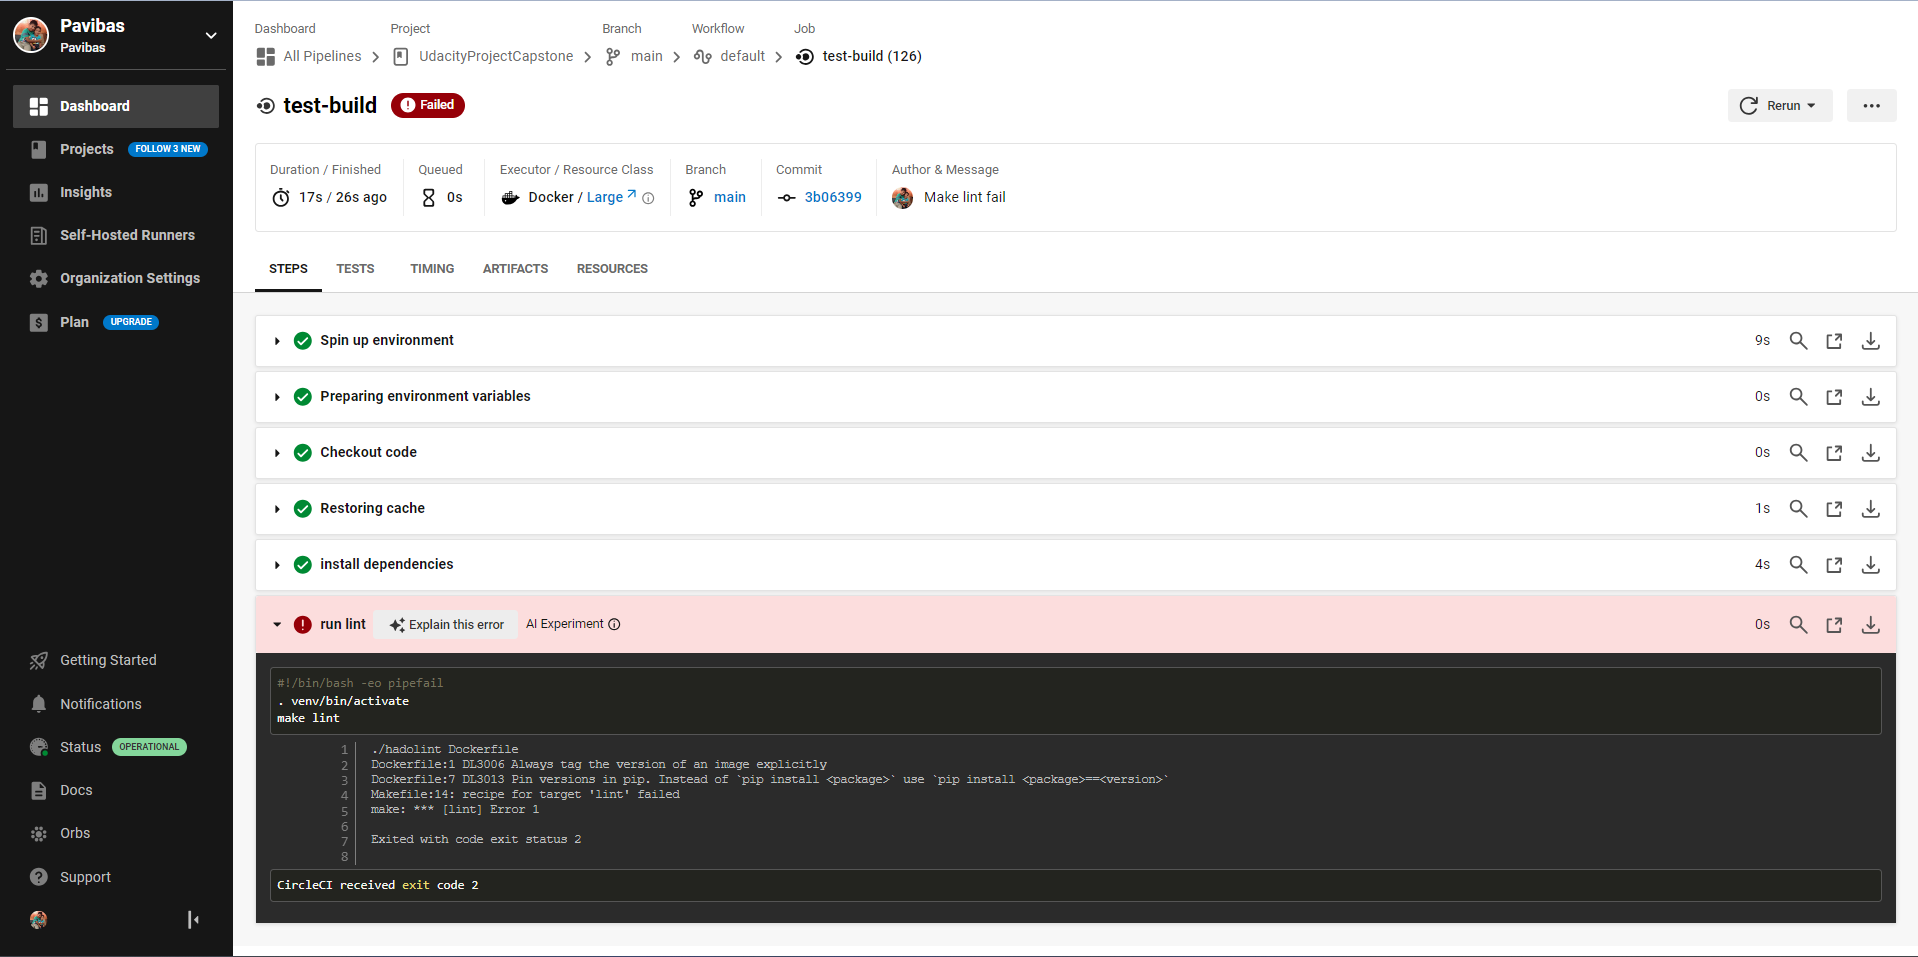 Pavibas
Pavibas
Dashboard
Projects FOLLOW 3 NEW
Insights
Self-Hosted Runners
Organization Settings
Plan UPGRADE
Getting Started
Notifications
Status OPERATIONAL
Docs
Orbs
Support
Dashboard Project Branch Workflow Job
All Pipelines UdacityProjectCapstone main default test-build (126)
test-build Failed
Rerun
Duration / Finished Queued Executor / Resource Class Branch Commit Author & Message
17s / 26s ago 0s Docker / Large main 3b06399 Make lint fail
STEPS TESTS TIMING ARTIFACTS RESOURCES
Spin up environment 9s
Preparing environment variables 0s
Checkout code 0s
Restoring cache 1s
install dependencies 4s
run lint Explain this error AI Experiment 0s
#!/bin/bash -eo pipefail
. venv/bin/activate
make lint
1 ./hadolint Dockerfile
2 Dockerfile:1 DL3006 Always tag the version of an image explicitly
3 Dockerfile:7 DL3013 Pin versions in pip. Instead of `pip install <package>` use `pip install <package>==<version>`
4 Makefile:14: recipe for target 'lint' failed
5 make: *** [lint] Error 1
6
7 Exited with code exit status 2
8
CircleCI received exit code 2